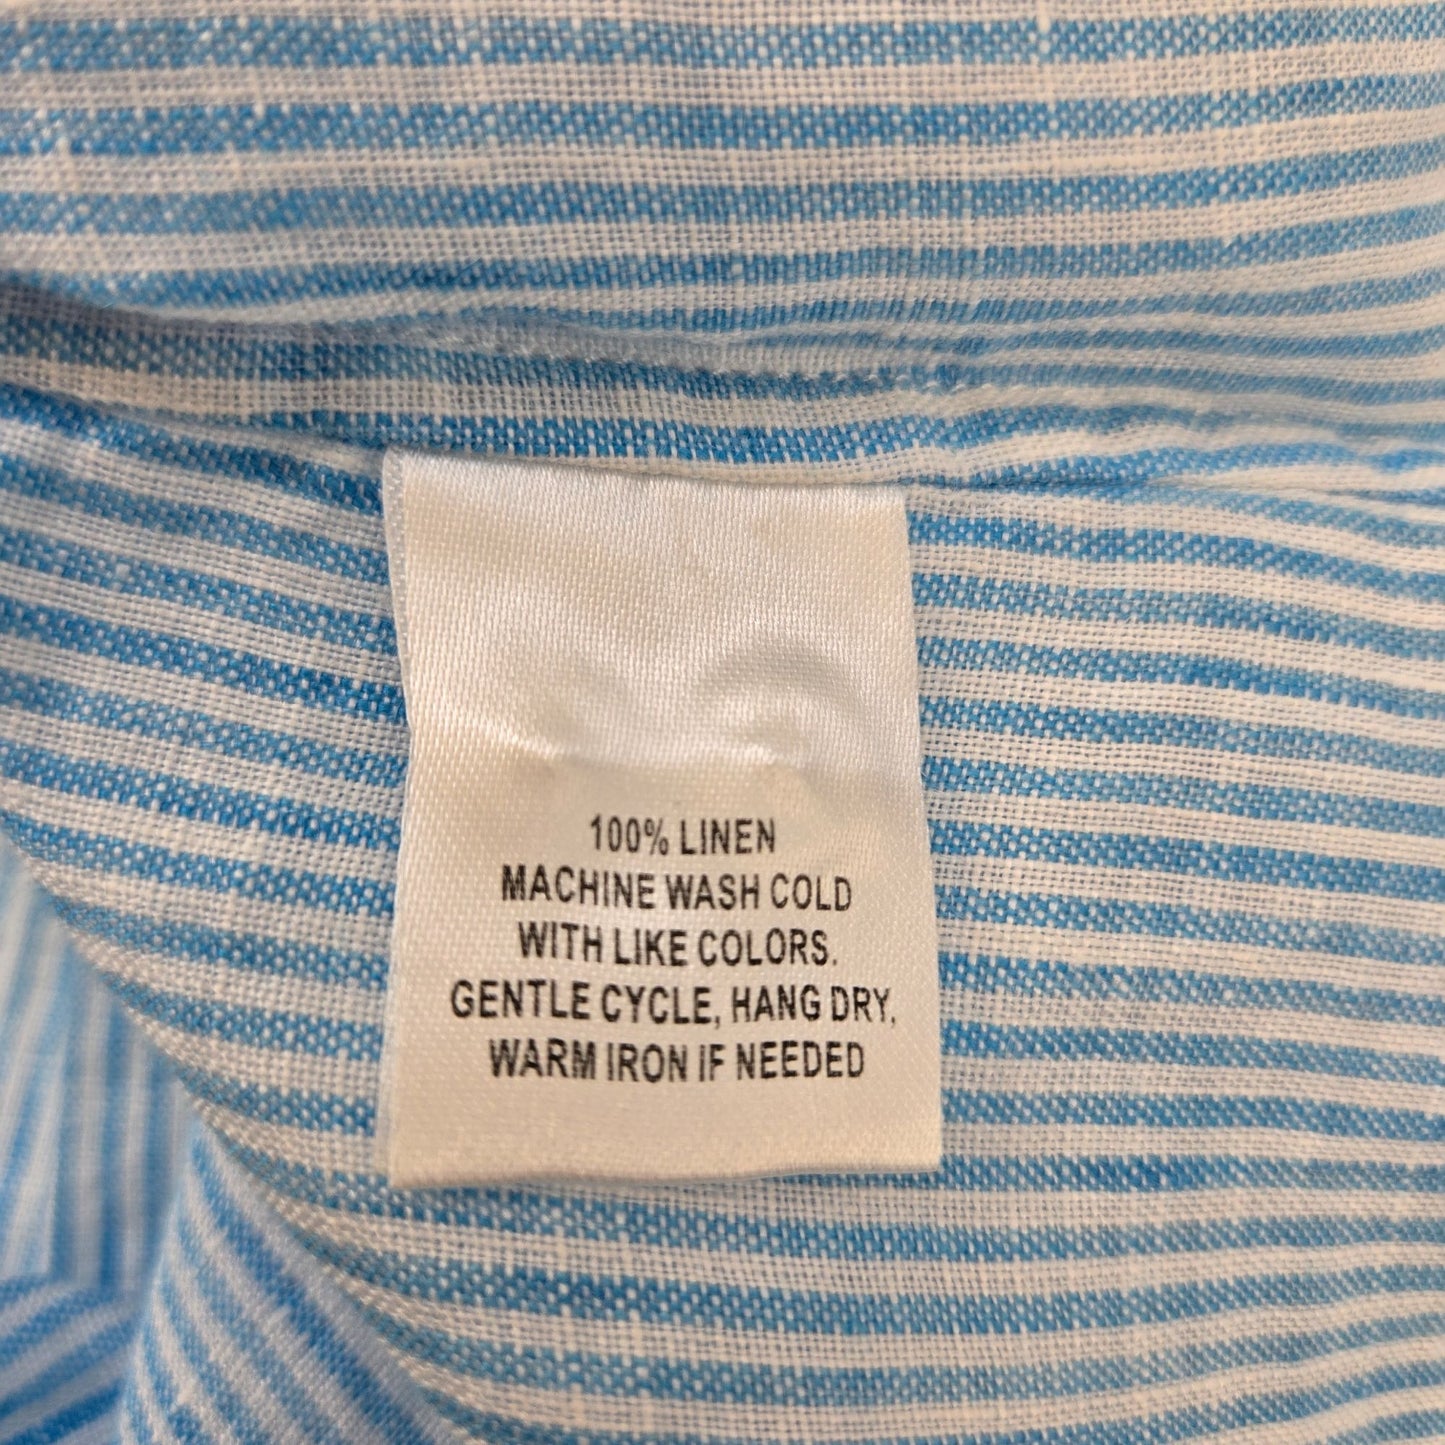 100% LINEN
MACHINE WASH COLD
WITH LIKE COLORS.
GENTLE CYCLE, HANG DRY,
WARM IRON IF NEEDED